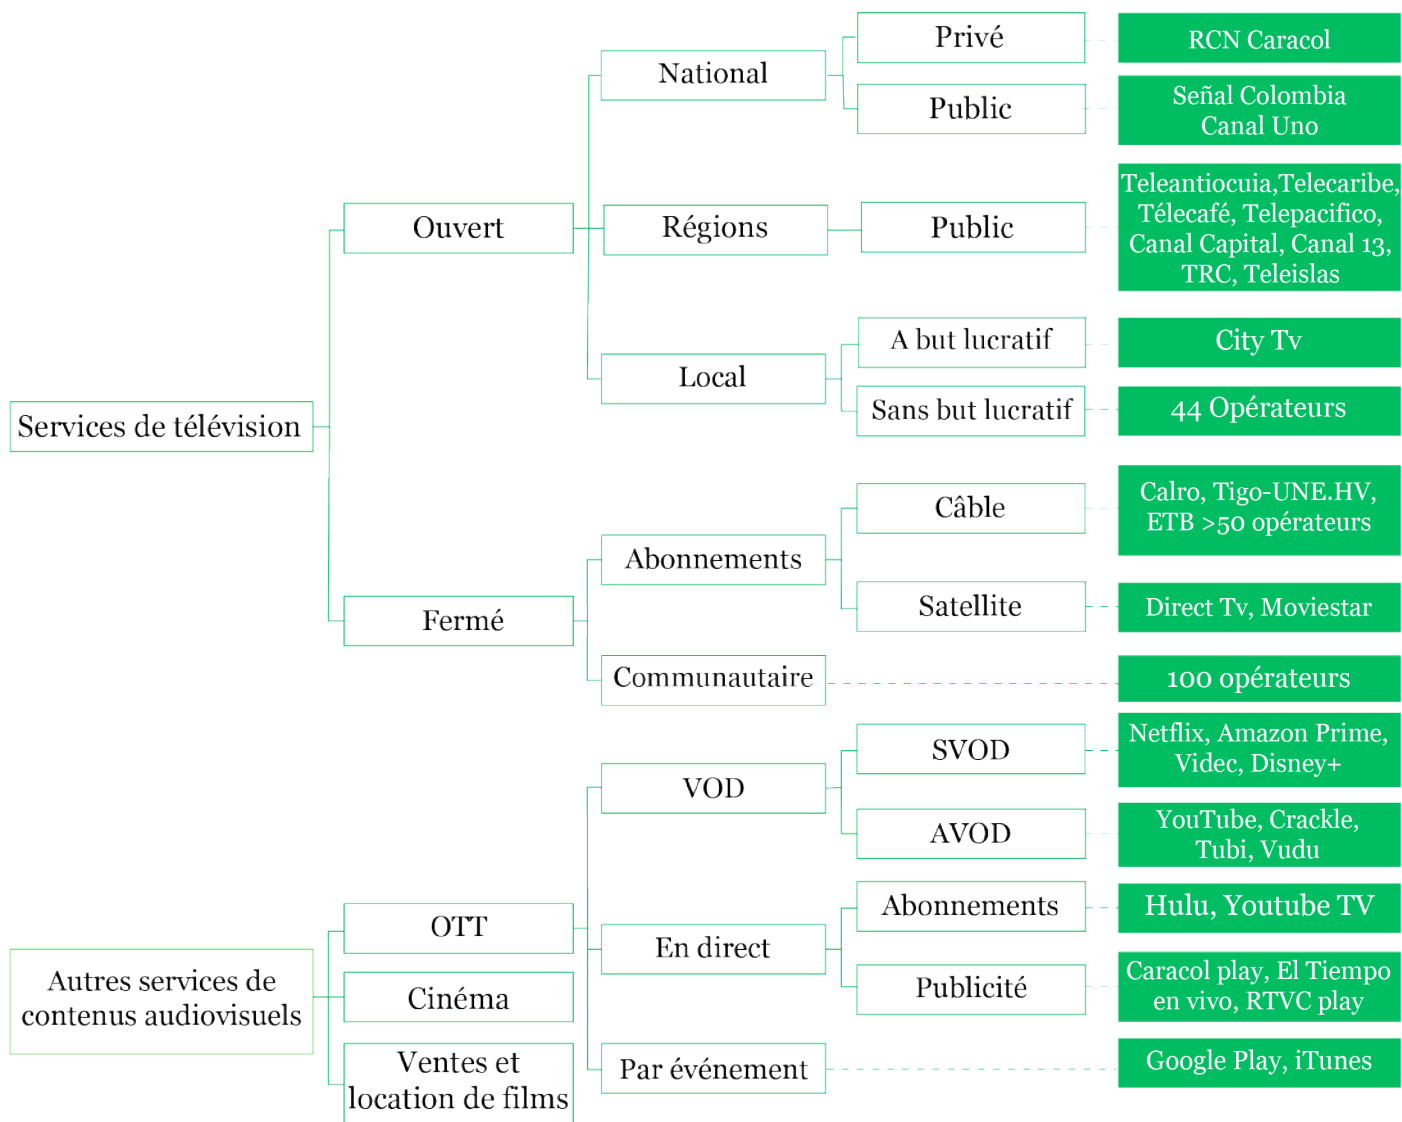 Services de télévision
Ouvert
National
Privé
RCN Caracol
Public
Señal Colombia
Canal Uno
Régions
Public
Teleantiocuia,Telecaribe,
Télecafé, Telepacifico,
Canal Capital, Canal 13,
TRC, Teleislas
Local
A but lucratif
City Tv
Sans but lucratif
44 Opérateurs
Fermé
Abonnements
Câble
Calro, Tigo-UNE.HV,
ETB >50 opérateurs
Satellite
Direct Tv, Moviestar
Communautaire
100 opérateurs
Autres services de
contenus audiovisuels
OTT
VOD
SVOD
Netflix, Amazon Prime,
Videc, Disney+
AVOD
YouTube, Crackle,
Tubi, Vudu
En direct
Abonnements
Hulu, Youtube TV
Publicité
Caracol play, El Tiempo
en vivo, RTVC play
Par événement
Google Play, iTunes
Cinéma
Ventes et
location de films